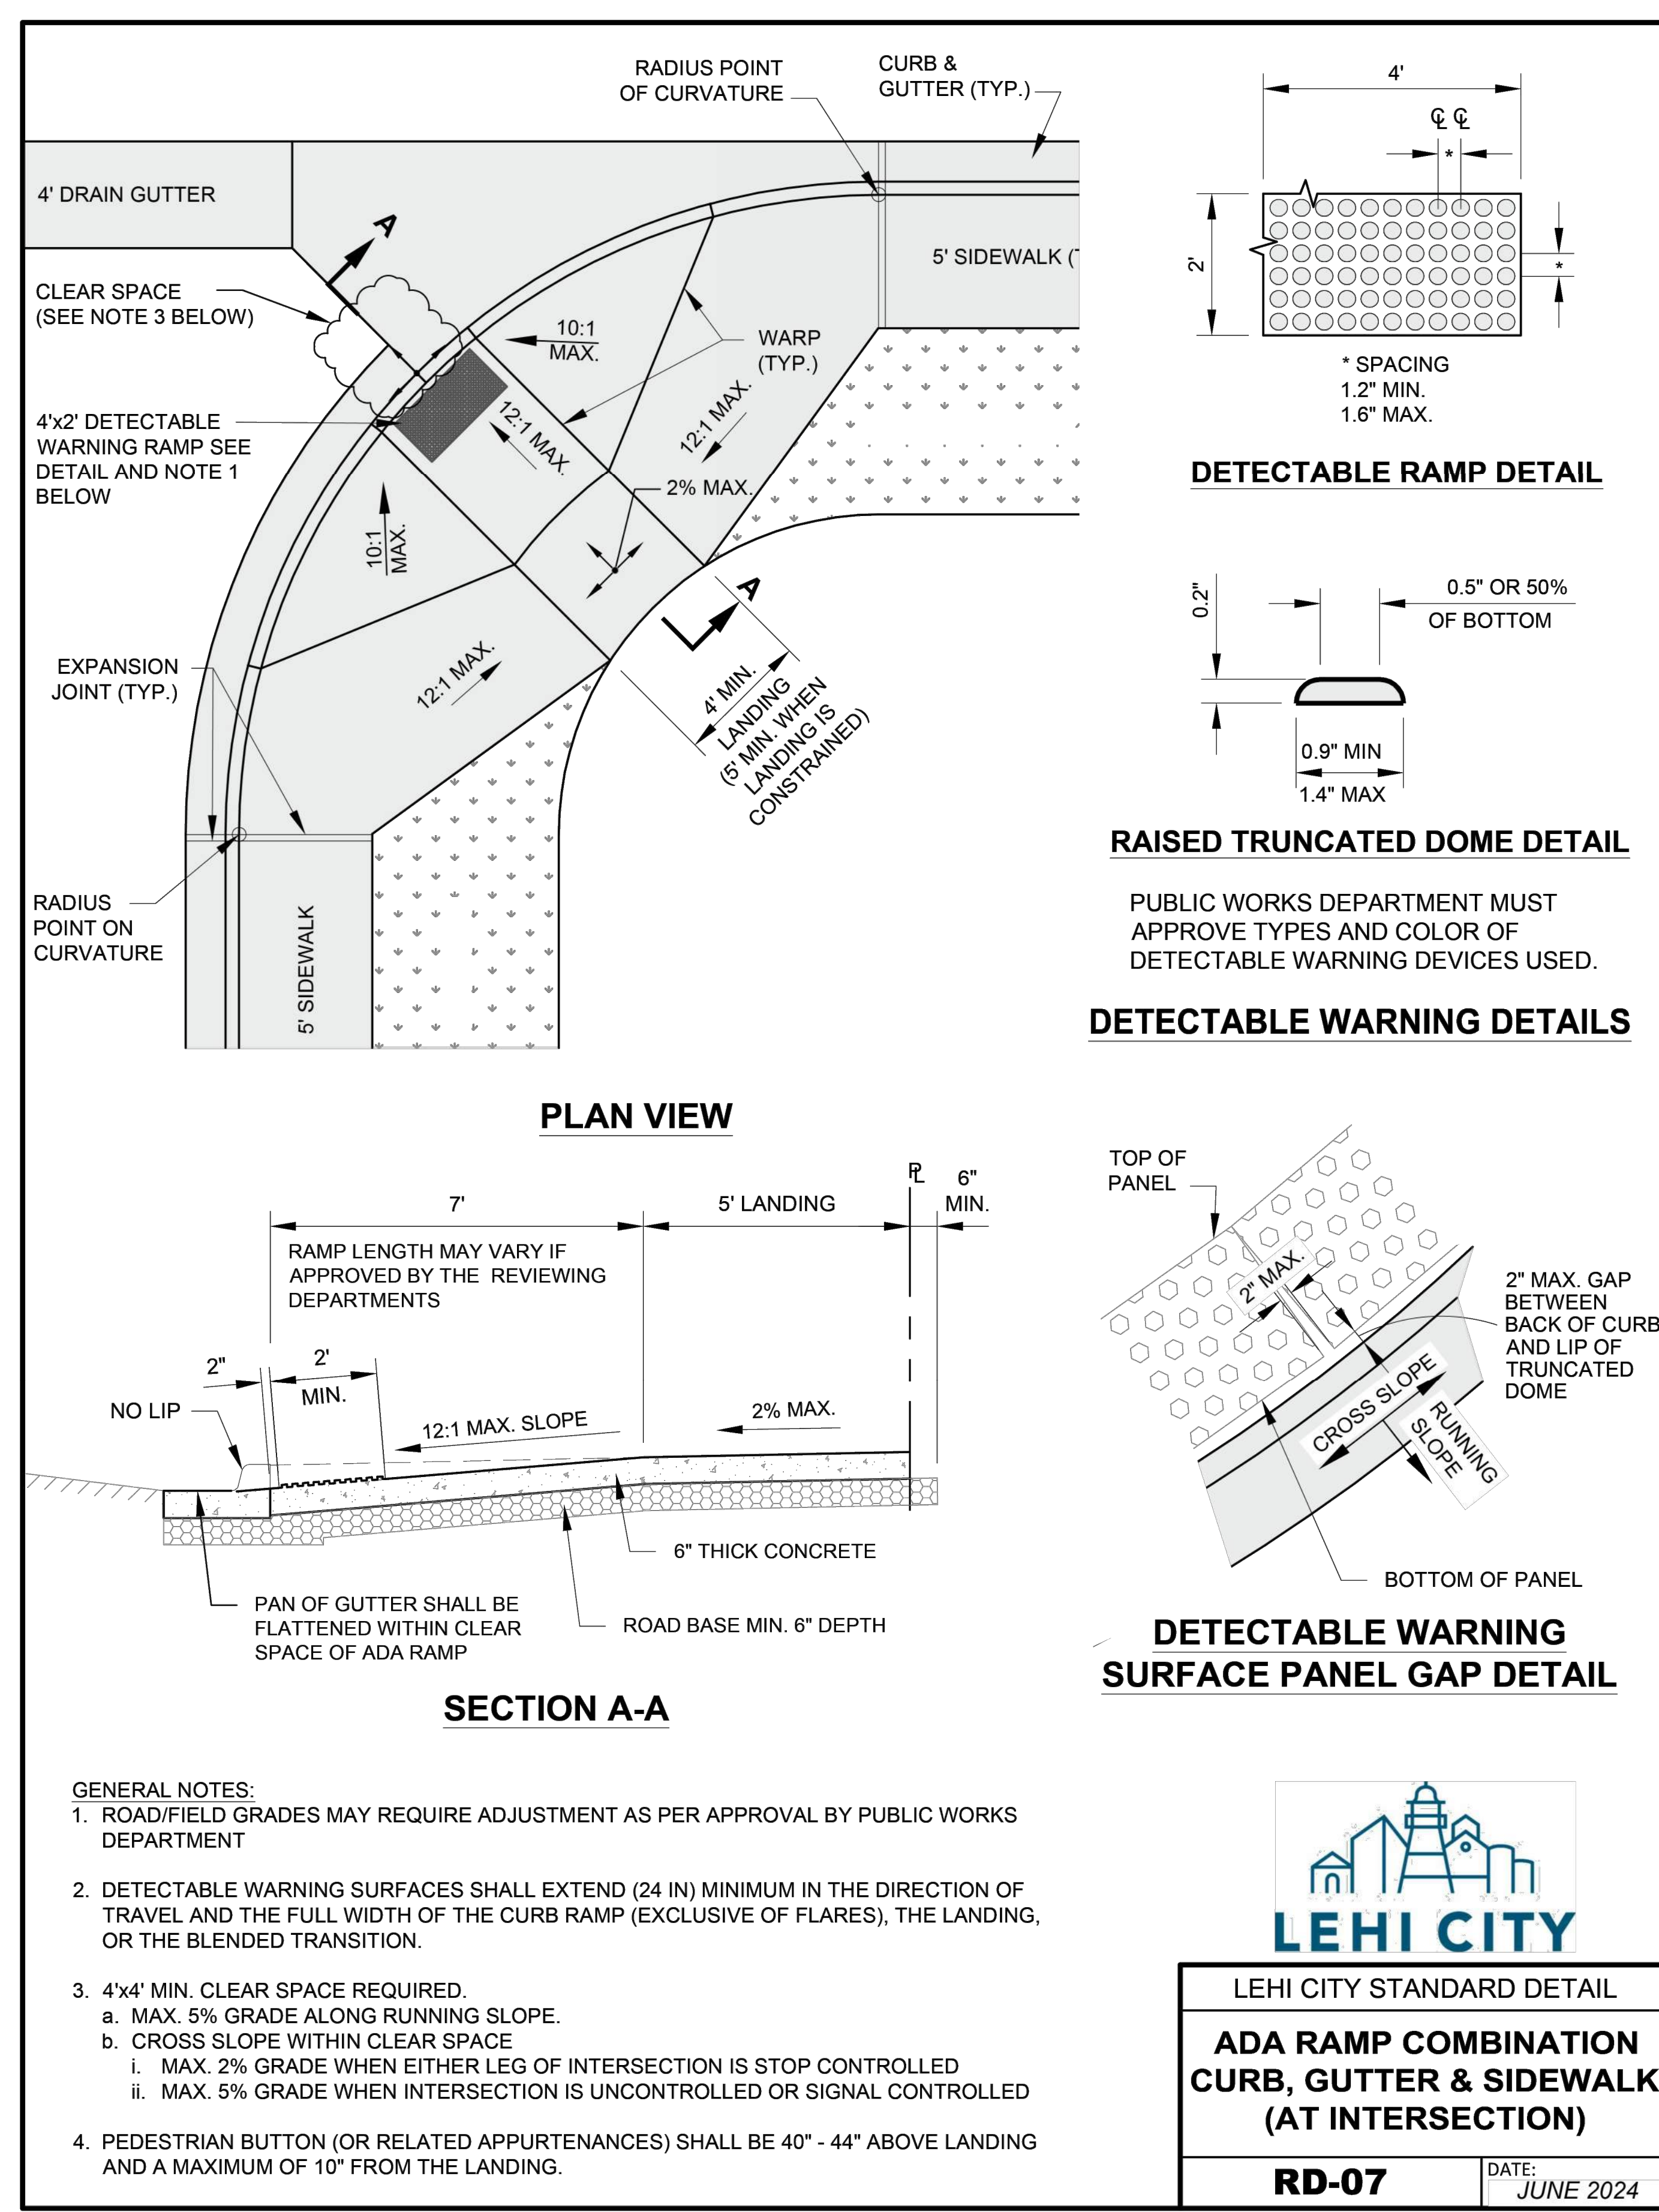 RADIUS POINT
OF CURVATURE
CURB &
GUTTER (TYP.)
4' DRAIN GUTTER
A
CLEAR SPACE
(SEE NOTE 3 BELOW)
5' SIDEWALK (T
10:1
MAX.
WARP
(TYP.)
4'x2' DETECTABLE
WARNING RAMP SEE
DETAIL AND NOTE 1
BELOW
12:1 MAX.
12:1 MAX.
2% MAX.
10:1
MAX.
A
EXPANSION
JOINT (TYP.)
12:1 MAX.
4' MIN.
LANDING
(5' MIN. WHEN
LANDING IS
CONSTRAINED)
RADIUS
POINT ON
CURVATURE
5' SIDEWALK
PLAN VIEW
4'
℄ ℄
*
2'
*
* SPACING
1.2" MIN.
1.6" MAX.
DETECTABLE RAMP DETAIL
0.2"
0.5" OR 50%
OF BOTTOM
0.9" MIN
1.4" MAX
RAISED TRUNCATED DOME DETAIL
PUBLIC WORKS DEPARTMENT MUST
APPROVE TYPES AND COLOR OF
DETECTABLE WARNING DEVICES USED.
DETECTABLE WARNING DETAILS
7'
5' LANDING
PL
6"
MIN.
RAMP LENGTH MAY VARY IF
APPROVED BY THE REVIEWING
DEPARTMENTS
2"
2'
MIN.
NO LIP
12:1 MAX. SLOPE
2% MAX.
6" THICK CONCRETE
PAN OF GUTTER SHALL BE
FLATTENED WITHIN CLEAR
SPACE OF ADA RAMP
ROAD BASE MIN. 6" DEPTH
SECTION A-A
TOP OF
PANEL
2" MAX.
2" MAX. GAP
BETWEEN
BACK OF CURB
AND LIP OF
TRUNCATED
DOME
CROSS SLOPE
RUNNING
SLOPE
BOTTOM OF PANEL
DETECTABLE WARNING
SURFACE PANEL GAP DETAIL
GENERAL NOTES:
1. ROAD/FIELD GRADES MAY REQUIRE ADJUSTMENT AS PER APPROVAL BY PUBLIC WORKS
DEPARTMENT
2. DETECTABLE WARNING SURFACES SHALL EXTEND (24 IN) MINIMUM IN THE DIRECTION OF
TRAVEL AND THE FULL WIDTH OF THE CURB RAMP (EXCLUSIVE OF FLARES), THE LANDING,
OR THE BLENDED TRANSITION.
3. 4'x4' MIN. CLEAR SPACE REQUIRED.
a. MAX. 5% GRADE ALONG RUNNING SLOPE.
b. CROSS SLOPE WITHIN CLEAR SPACE
i. MAX. 2% GRADE WHEN EITHER LEG OF INTERSECTION IS STOP CONTROLLED
ii. MAX. 5% GRADE WHEN INTERSECTION IS UNCONTROLLED OR SIGNAL CONTROLLED
4. PEDESTRIAN BUTTON (OR RELATED APPURTENANCES) SHALL BE 40" - 44" ABOVE LANDING
AND A MAXIMUM OF 10" FROM THE LANDING.
LEHI CITY
LEHI CITY STANDARD DETAIL
ADA RAMP COMBINATION
CURB, GUTTER & SIDEWALK
(AT INTERSECTION)
RD-07
DATE:
JUNE 2024